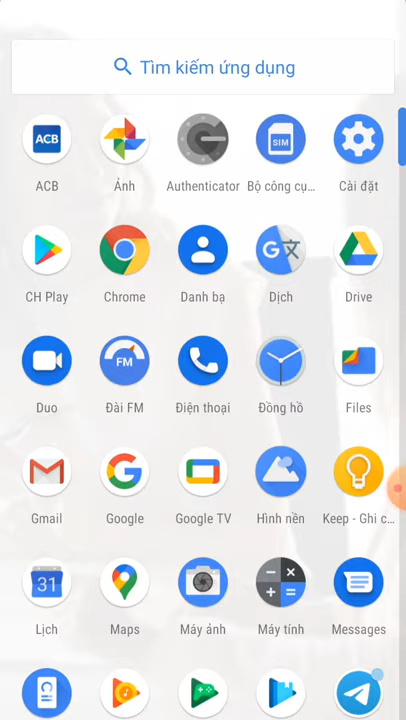 Tìm kiếm ứng dụng
ACB
SIM
ACB Ảnh Authenticator Bộ công cụ... Cài đặt
G
CH Play Chrome Danh bạ Dịch Drive
FM
Duo Đài FM Điện thoại Đồng hồ Files
Gmail Google Google TV Hình nền Keep - Ghi c...
31
Lịch Maps Máy ảnh Máy tính Messages